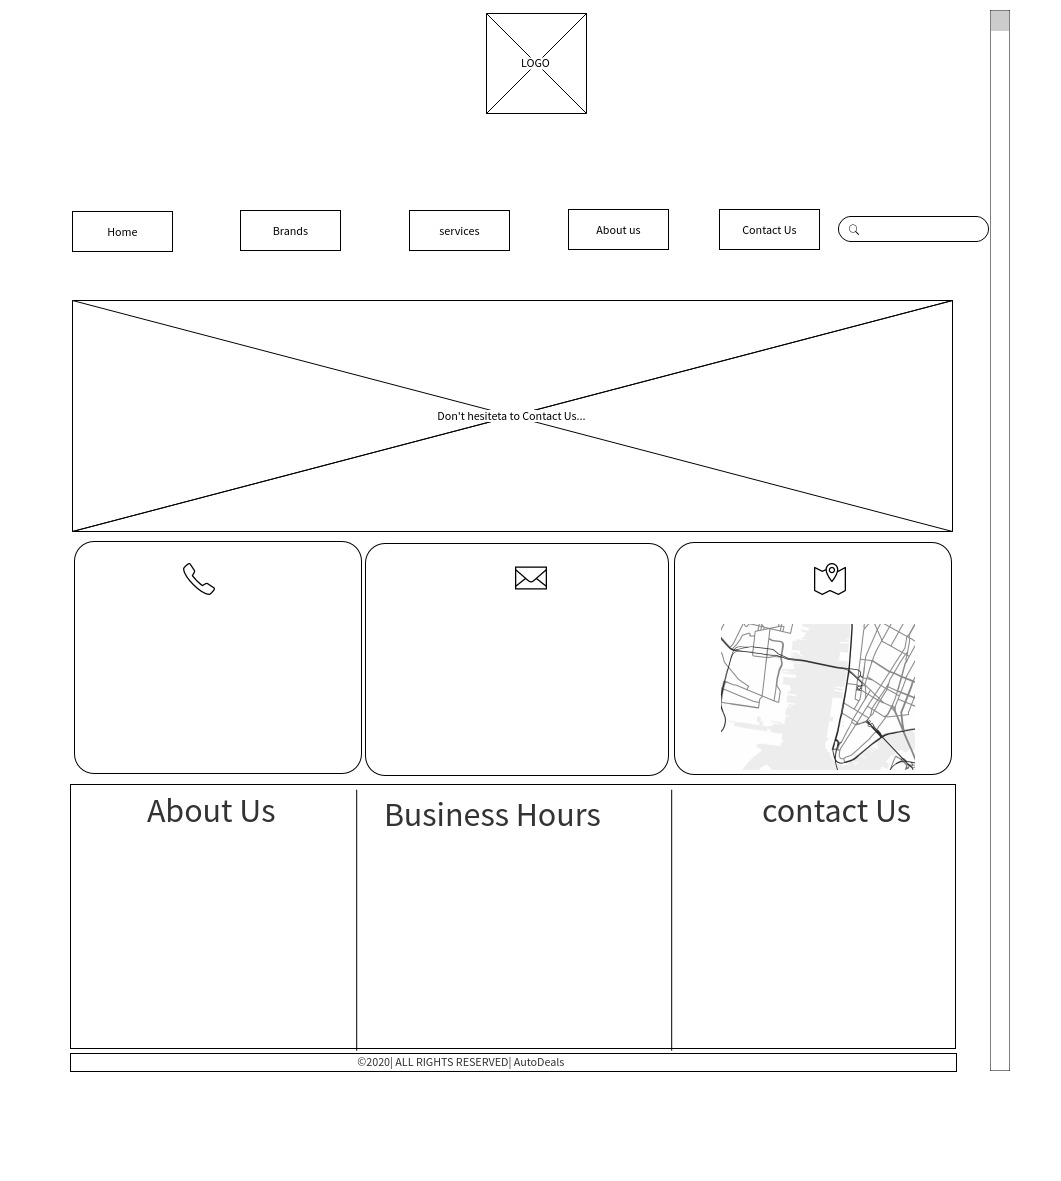 LOGO
Home
Brands
services
About us
Contact Us
Don't hesiteta to Contact Us...
About Us
Business Hours
contact Us
©2020| ALL RIGHTS RESERVED| AutoDeals